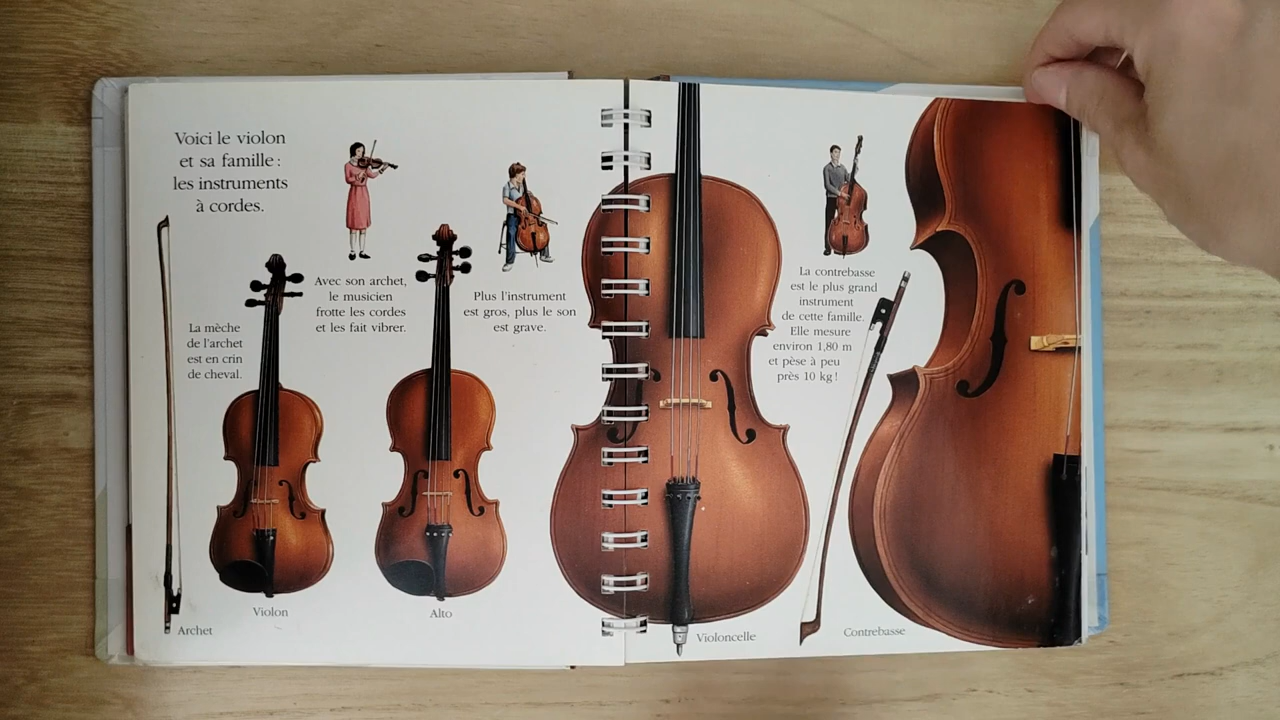 Voici le violon
et sa famille :
les instruments
à cordes.
La mèche
de l'archet
est en crin
de cheval.
Avec son archet,
le musicien
frotte les cordes
et les fait vibrer.
Plus l'instrument
est gros, plus le son
est grave.
Archet
Violon
Alto
La contrebasse
est le plus grand
instrument
de cette famille.
Elle mesure
environ 1,80 m
et pèse à peu
près 10 kg !
Violoncelle
Contrebasse